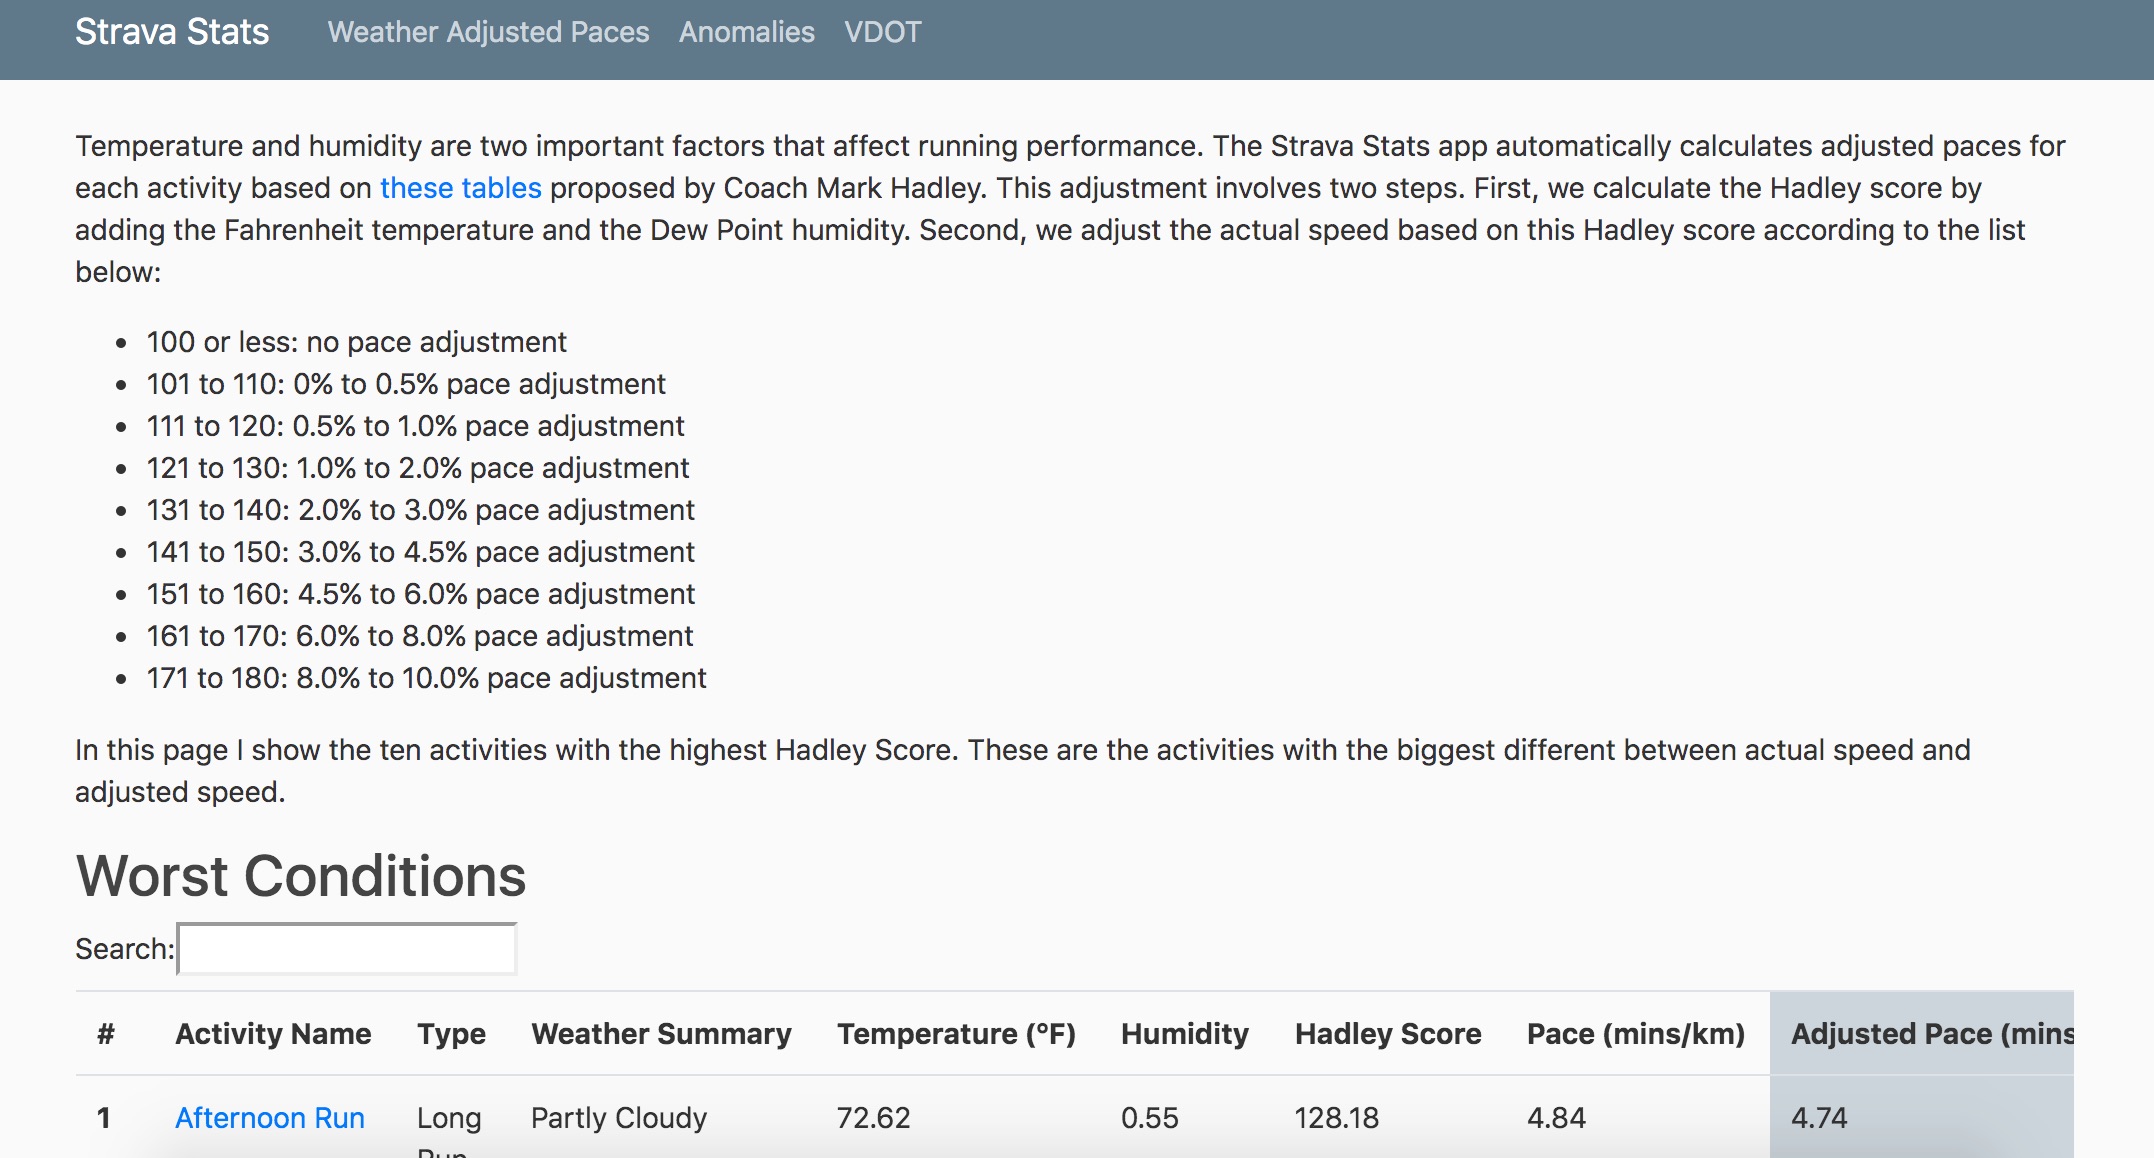 Strava Stats Weather Adjusted Paces Anomalies VDOT
Temperature and humidity are two important factors that affect running performance. The Strava Stats app automatically calculates adjusted paces for
each activity based on these tables proposed by Coach Mark Hadley. This adjustment involves two steps. First, we calculate the Hadley score by
adding the Fahrenheit temperature and the Dew Point humidity. Second, we adjust the actual speed based on this Hadley score according to the list
below:
• 100 or less: no pace adjustment
• 101 to 110: 0% to 0.5% pace adjustment
• 111 to 120: 0.5% to 1.0% pace adjustment
• 121 to 130: 1.0% to 2.0% pace adjustment
• 131 to 140: 2.0% to 3.0% pace adjustment
• 141 to 150: 3.0% to 4.5% pace adjustment
• 151 to 160: 4.5% to 6.0% pace adjustment
• 161 to 170: 6.0% to 8.0% pace adjustment
• 171 to 180: 8.0% to 10.0% pace adjustment
In this page I show the ten activities with the highest Hadley Score. These are the activities with the biggest different between actual speed and
adjusted speed.
Worst Conditions
Search:
# Activity Name Type Weather Summary Temperature (°F) Humidity Hadley Score Pace (mins/km) Adjusted Pace (mins
1 Afternoon Run Long Partly Cloudy 72.62 0.55 128.18 4.84 4.74
Run